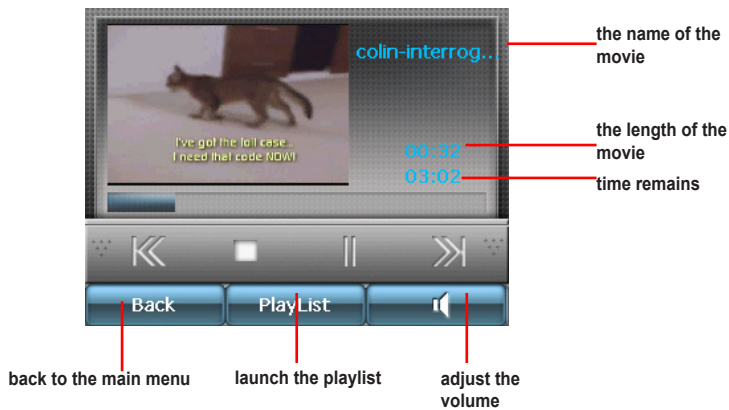 colin-interrog...
the name of the
movie
I've got the foil case...
I need that code NOW!
00:32
the length of the
movie
03:02
time remains
Back
PlayList
back to the main menu
launch the playlist
adjust the
volume